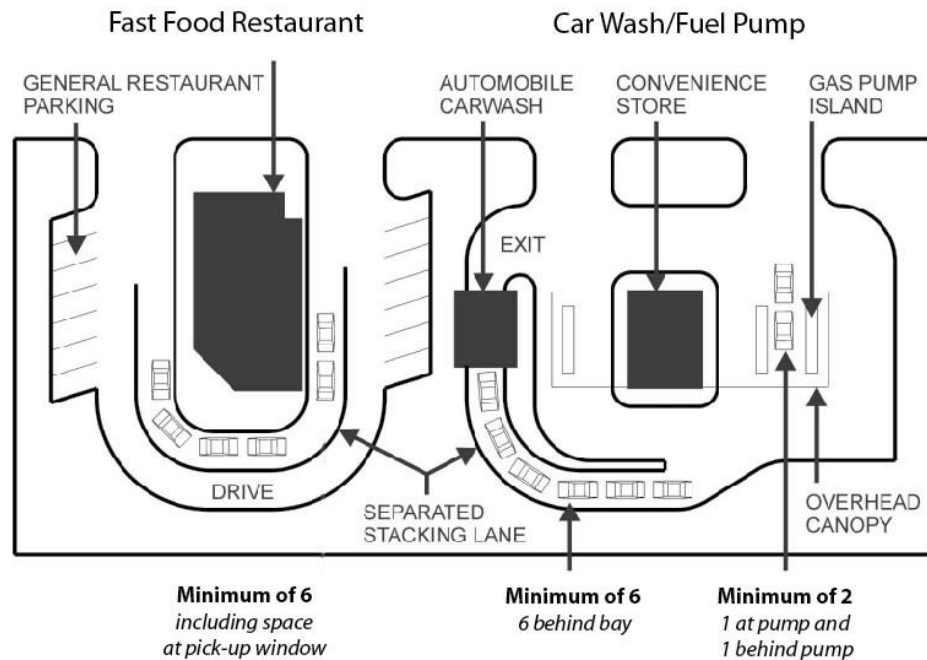 Fast Food Restaurant
Car Wash/Fuel Pump
GENERAL RESTAURANT
PARKING
AUTOMOBILE
CARWASH
CONVENIENCE
STORE
GAS PUMP
ISLAND
EXIT
DRIVE
SEPARATED
STACKING LANE
OVERHEAD
CANOPY
Minimum of 6
including space
at pick-up window
Minimum of 6
6 behind bay
Minimum of 2
1 at pump and
1 behind pump